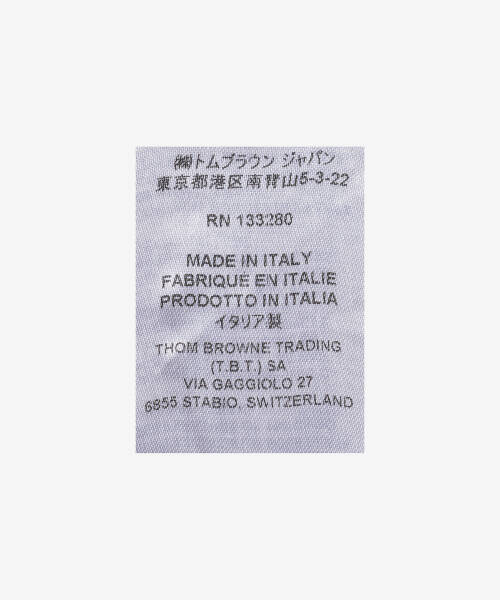 ㈱トムブラウン ジャパン
東京都港区南青山5-3-22
RN 133280
MADE IN ITALY
FABRIQUE EN ITALIE
PRODOTTO IN ITALIA
イタリア製
THOM BROWNE TRADING
(T.B.T.) SA
VIA GAGGIOLO 27
6855 STABIO, SWITZERLAND